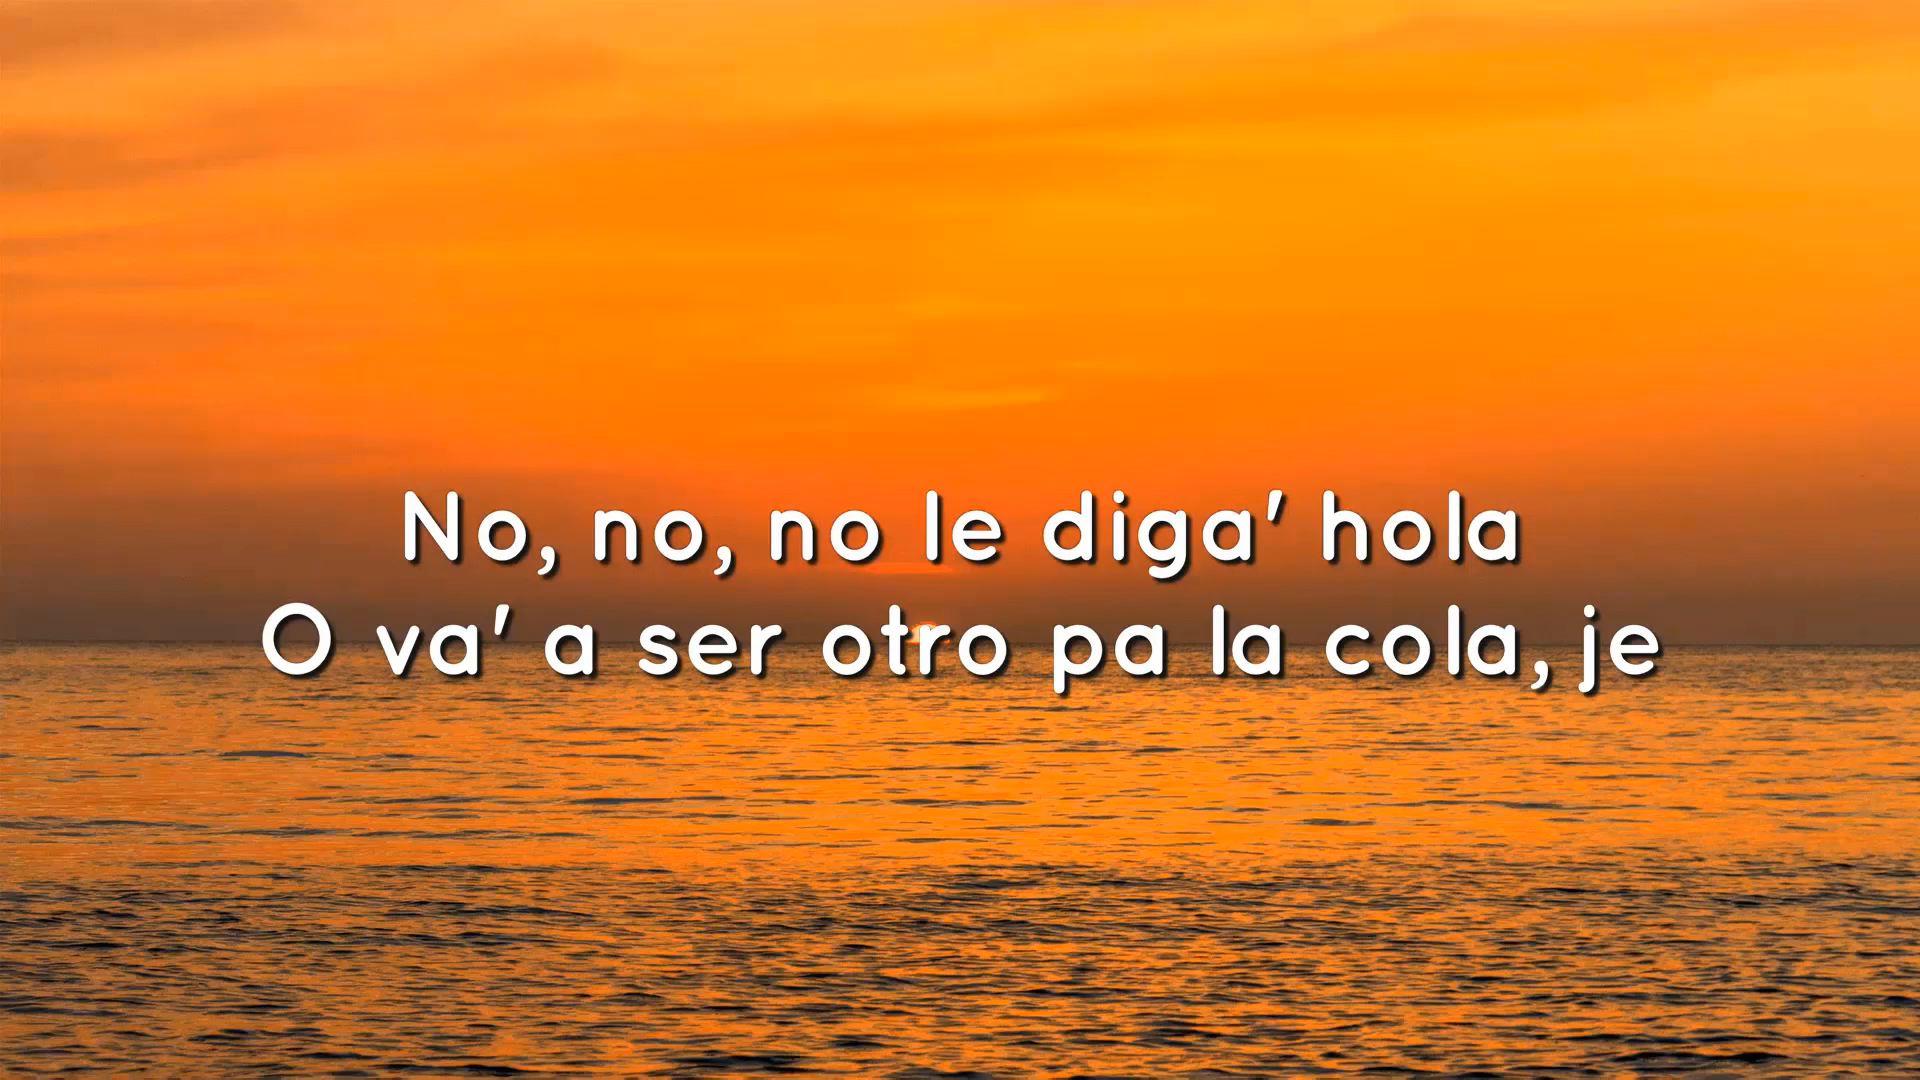 No, no, no le diga' hola
O va' a ser otro pa la cola, je